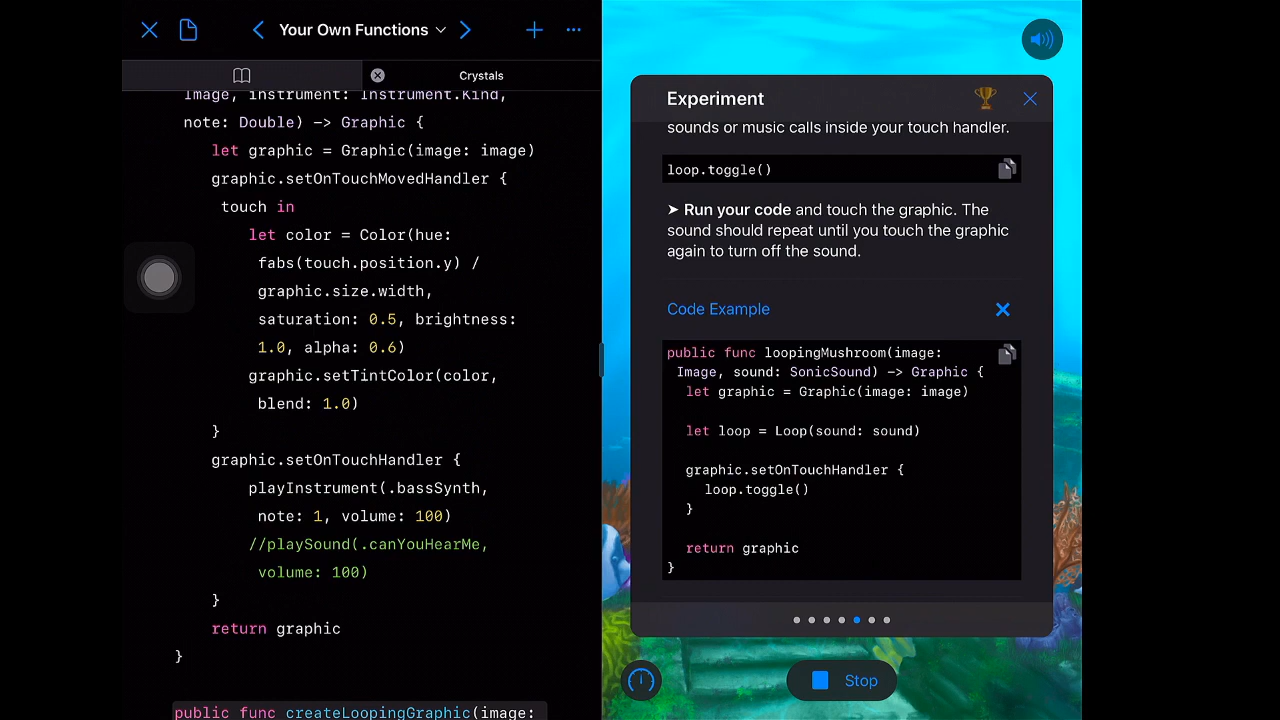 Your Own Functions
Crystals
Image, instrument: Instrument.Kind,
note: Double) -> Graphic {
let graphic = Graphic(image: image)
graphic.setOnTouchMovedHandler {
touch in
let color = Color(hue:
fabs(touch.position.y) /
graphic.size.width,
saturation: 0.5, brightness:
1.0, alpha: 0.6)
graphic.setTintColor(color,
blend: 1.0)
}
graphic.setOnTouchHandler {
playInstrument(.bassSynth,
note: 1, volume: 100)
//playSound(.canYouHearMe,
volume: 100)
}
return graphic
}
public func createLoopingGraphic(image:
Experiment
sounds or music calls inside your touch handler.
loop.toggle()
➤ Run your code and touch the graphic. The
sound should repeat until you touch the graphic
again to turn off the sound.
Code Example
public func loopingMushroom(image:
Image, sound: SonicSound) -> Graphic {
let graphic = Graphic(image: image)
let loop = Loop(sound: sound)
graphic.setOnTouchHandler {
loop.toggle()
}
return graphic
}
Stop